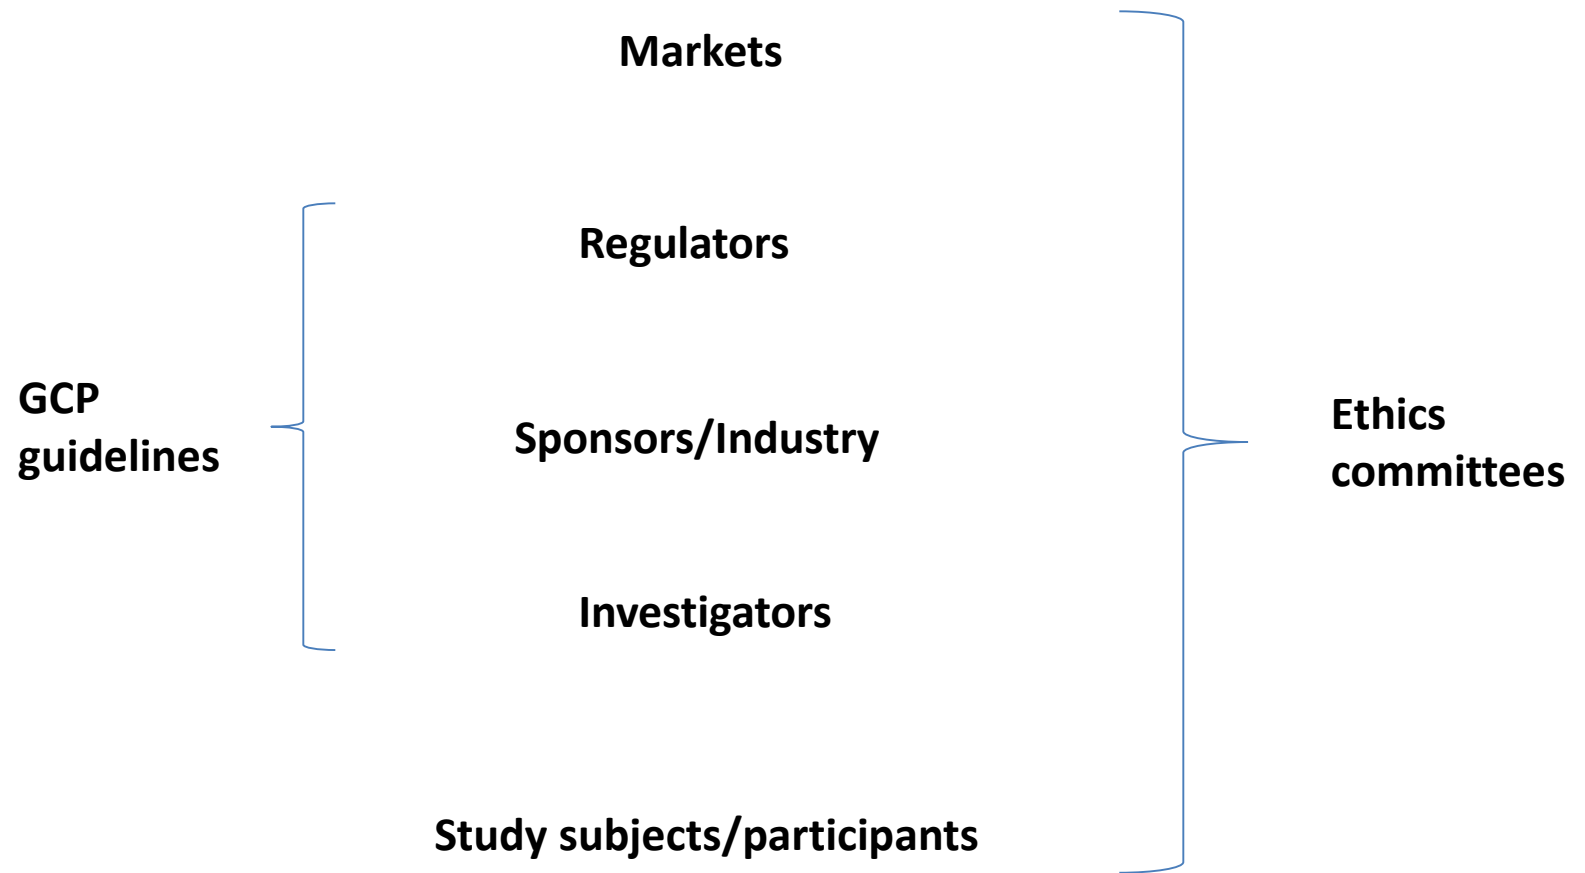 Markets
Regulators
GCP
guidelines
Sponsors/Industry
Ethics
committees
Investigators
Study subjects/participants